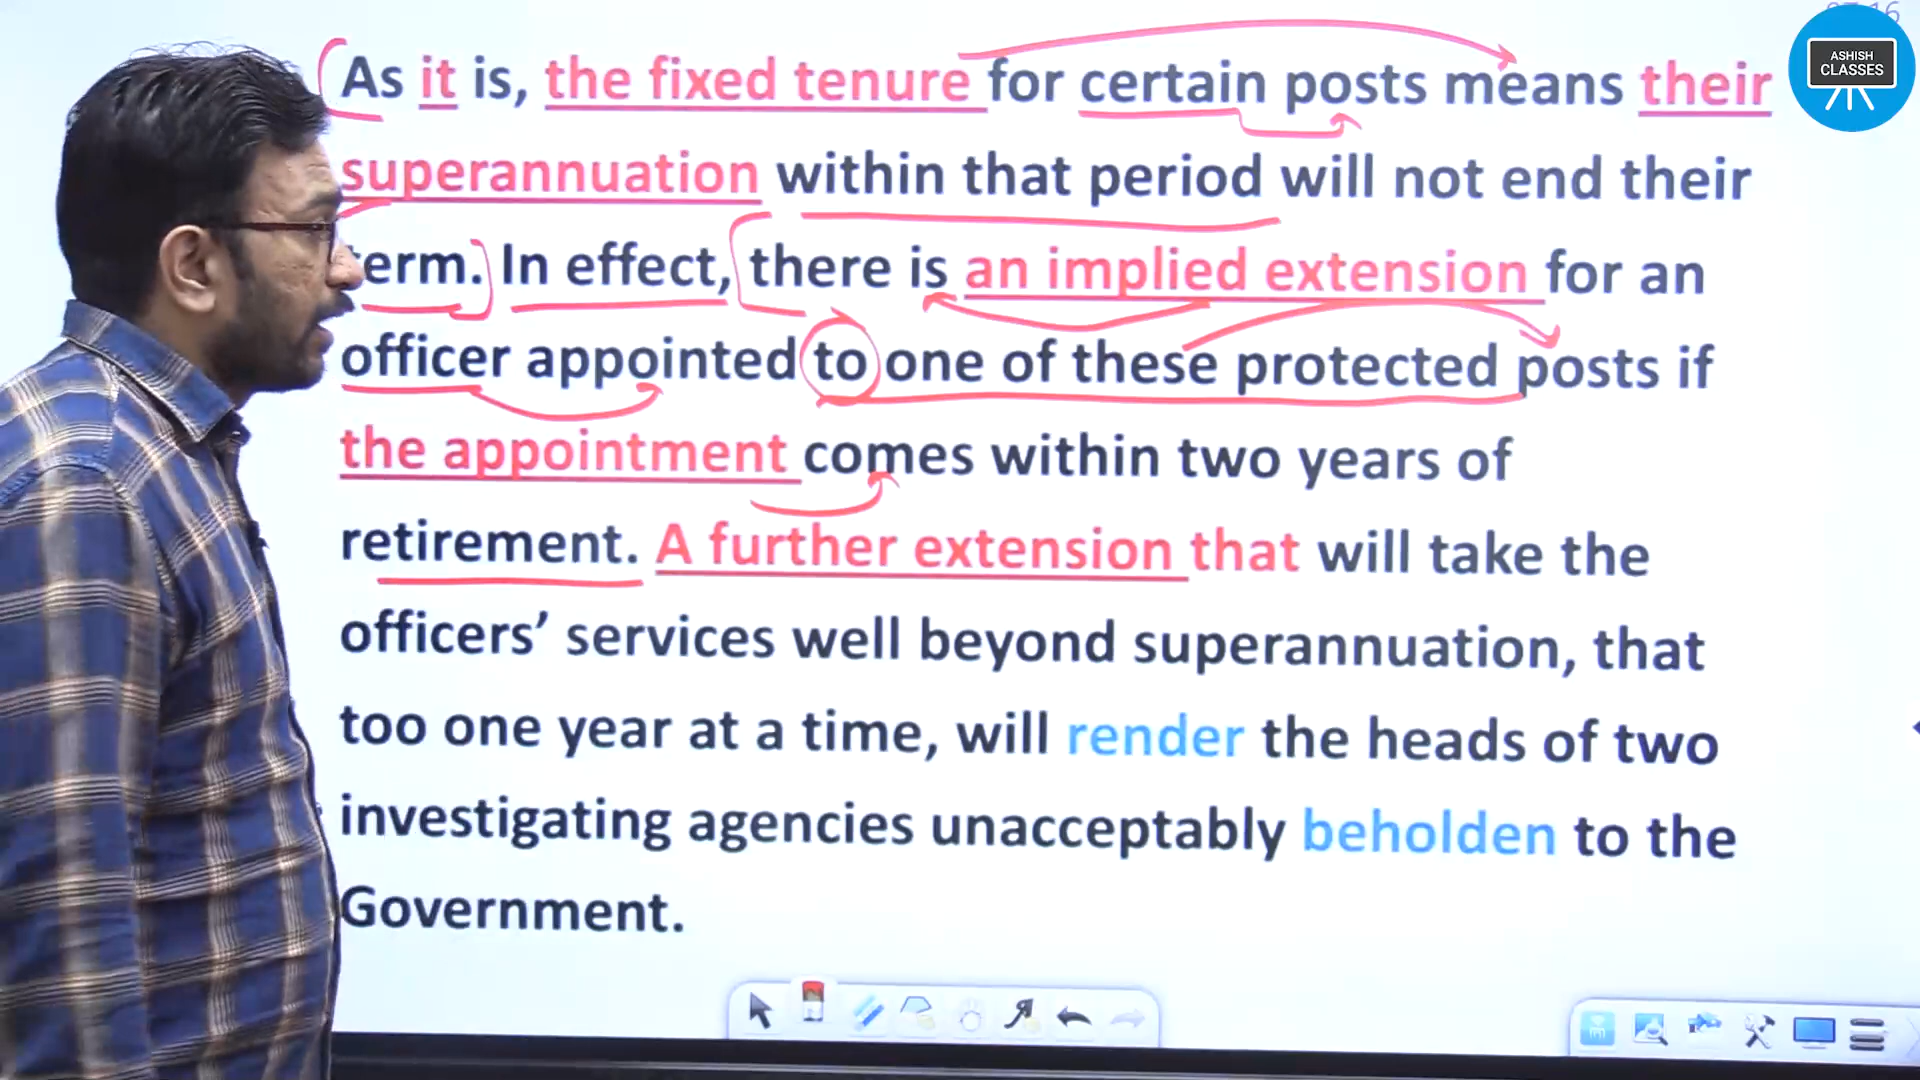 ASHISH
CLASSES
As it is, the fixed tenure for certain posts means their
superannuation within that period will not end their
term. In effect, there is an implied extension for an
officer appointed to one of these protected posts if
the appointment comes within two years of
retirement. A further extension that will take the
officers’ services well beyond superannuation, that
too one year at a time, will render the heads of two
investigating agencies unacceptably beholden to the
Government.